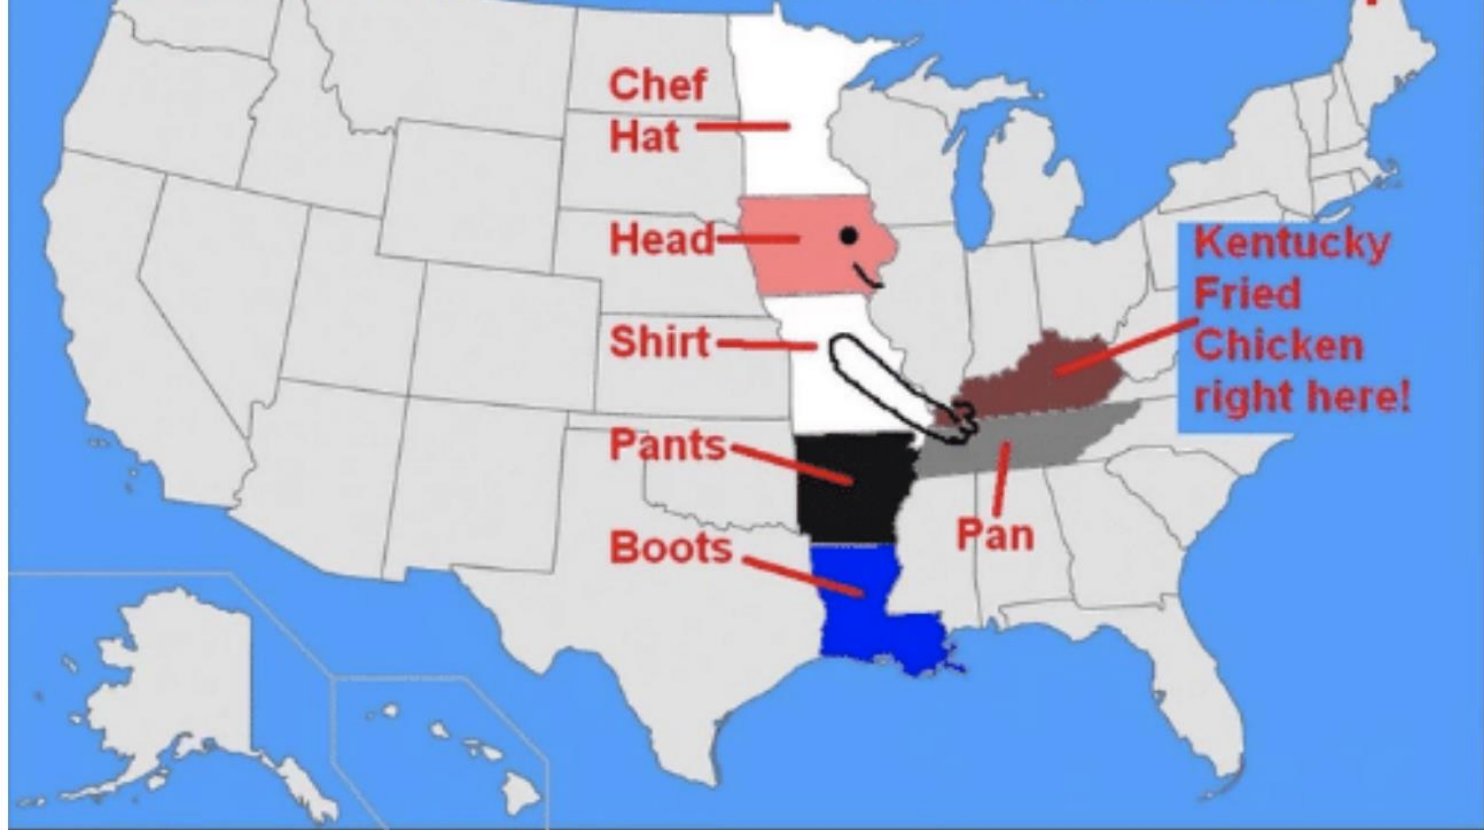 Chef
Hat
Head
Shirt
Pants
Boots
Pan
Kentucky
Fried
Chicken
right here!